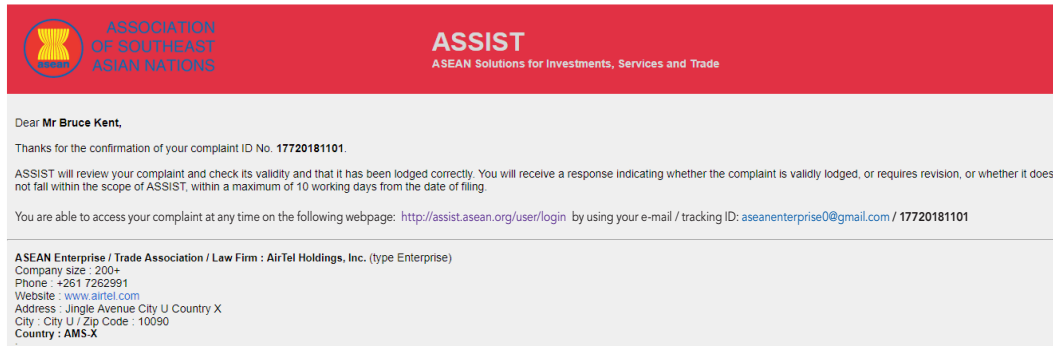 ASSOCIATION
OF SOUTHEAST
ASIAN NATIONS
asean
ASSIST
ASEAN Solutions for Investments, Services and Trade
Dear Mr Bruce Kent,
Thanks for the confirmation of your complaint ID No. 17720181101.
ASSIST will review your complaint and check its validity and that it has been lodged correctly. You will receive a response indicating whether the complaint is validly lodged, or requires revision, or whether it does
not fall within the scope of ASSIST, within a maximum of 10 working days from the date of filing.
You are able to access your complaint at any time on the following webpage: http://assist.asean.org/user/login by using your e-mail / tracking ID: aseanenterprise0@gmail.com / 17720181101
ASEAN Enterprise / Trade Association / Law Firm : AirTel Holdings, Inc. (type Enterprise)
Company size : 200+
Phone : +261 7262991
Website : www.airtel.com
Address : Jingle Avenue City U Country X
City : City U / Zip Code : 10090
Country : AMS-X